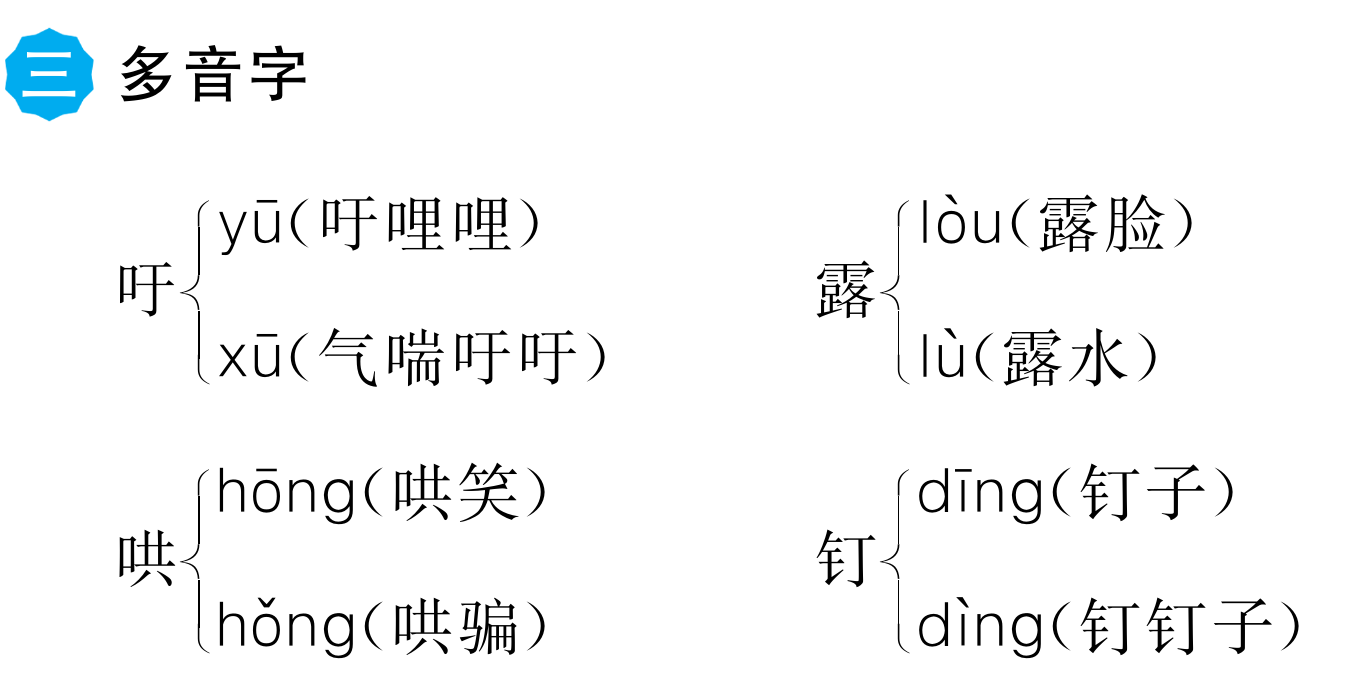 三 多音字
吁 yū(吁哩哩)
xū(气喘吁吁)
露 lòu(露脸)
lù(露水)
哄 hōng(哄笑)
hǒng(哄骗)
钉 dīng(钉子)
dìng(钉钉子)